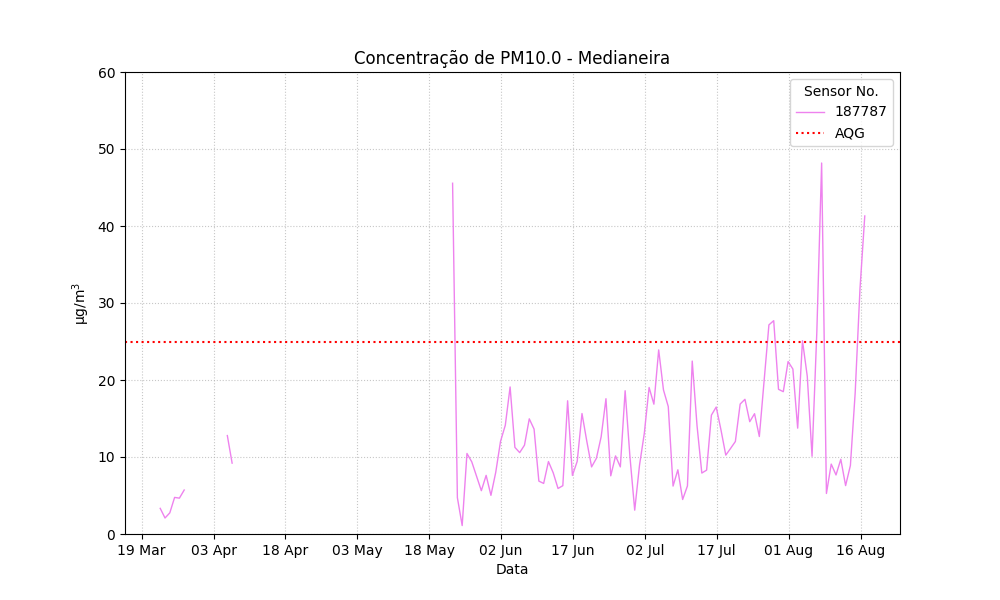 Concentração de PM10.0 - Medianeira
Sensor No.
187787
AQG
60
50
40
30
20
10
0
µg/m³
19 Mar
03 Apr
18 Apr
03 May
18 May
02 Jun
17 Jun
02 Jul
17 Jul
01 Aug
16 Aug
Data